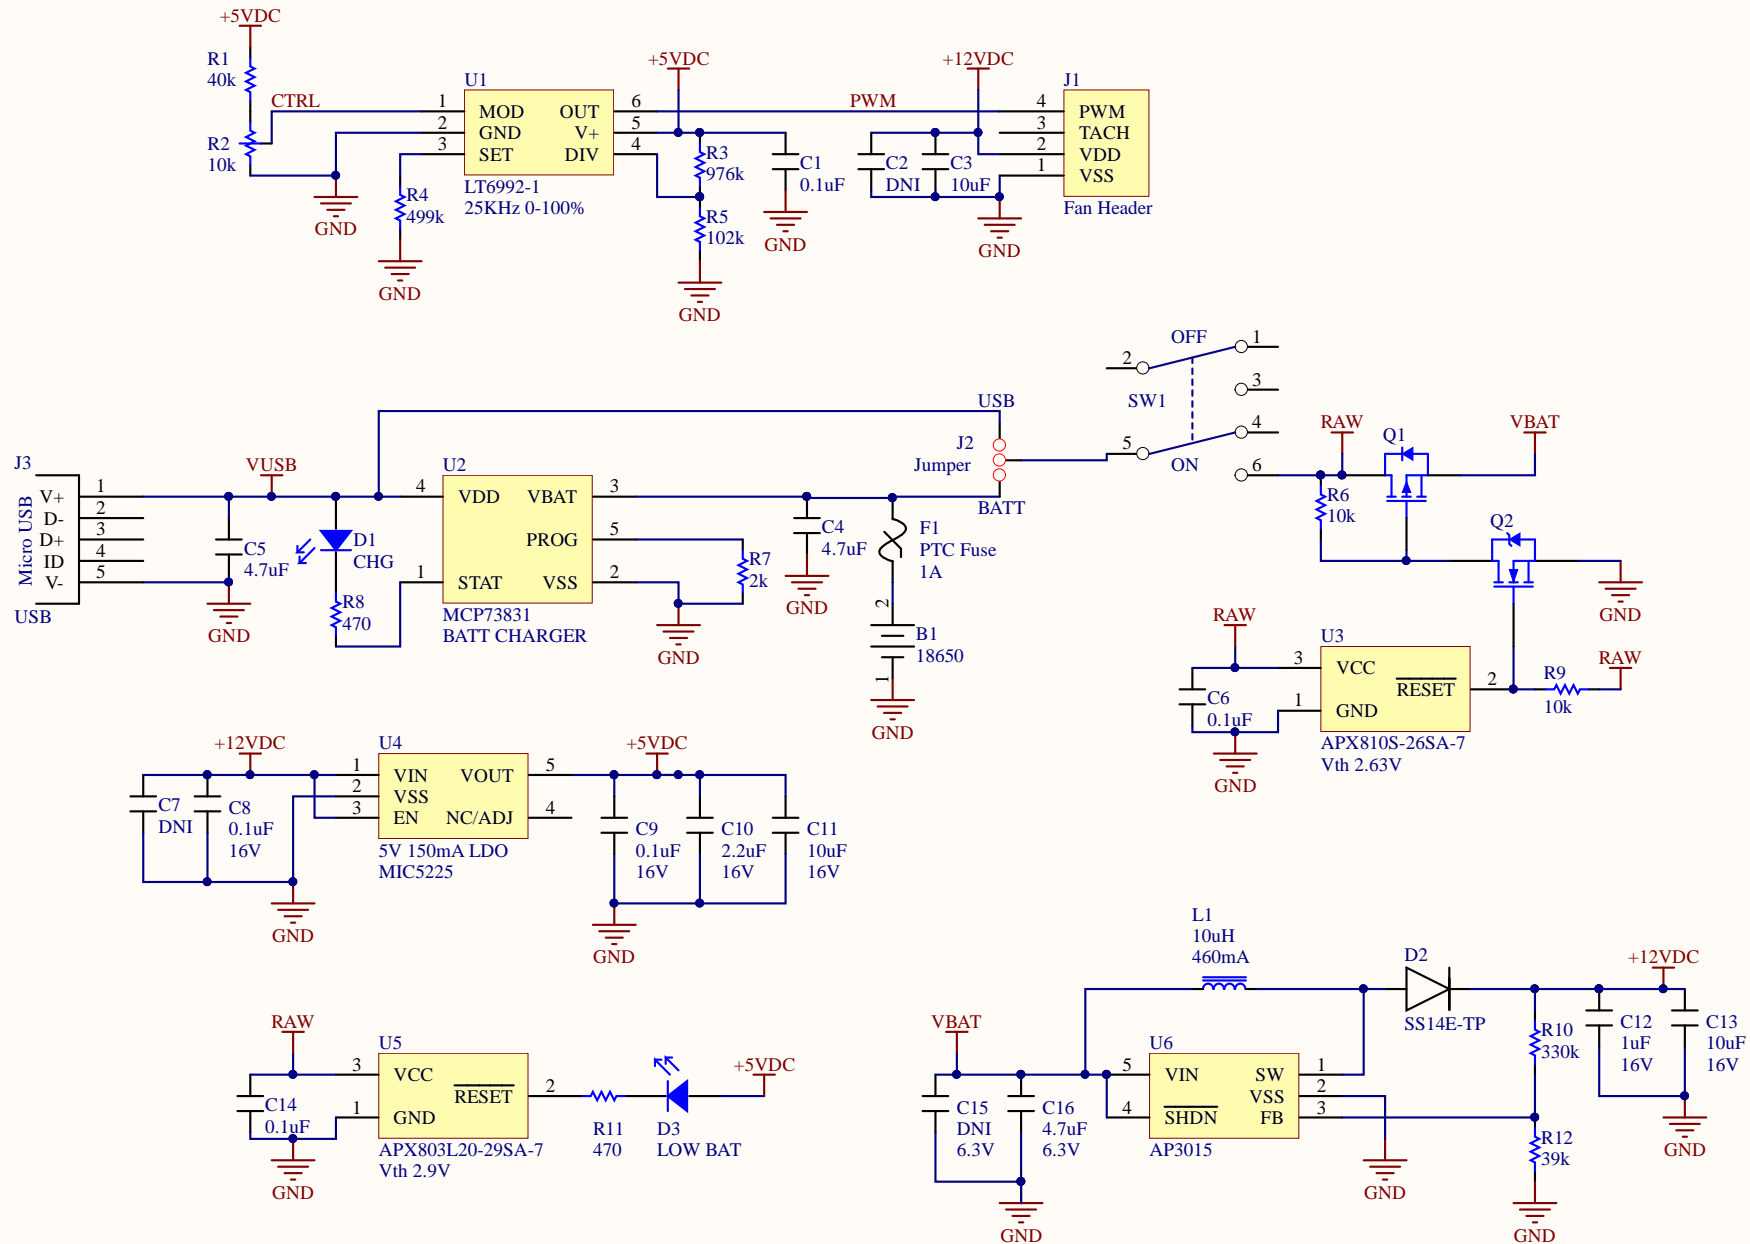 +5VDC
R1
40k
CTRL
R2
10k
GND
U1
1 MOD OUT 6
2 GND V+ 5
3 SET DIV 4
LT6992-1
25KHz 0-100%
R4
499k
GND
+5VDC
R3
976k
R5
102k
GND
C1
0.1uF
GND
PWM
+12VDC
C2
DNI
C3
10uF
GND
J1
4 PWM
3 TACH
2 VDD
1 VSS
Fan Header
OFF
1
2
3
SW1
4
5
ON
6
USB
J2
Jumper
BATT
J3
Micro USB
V+ 1
D- 2
D+ 3
ID 4
V- 5
USB
VUSB
C5
4.7uF
GND
D1
CHG
R8
470
U2
4 VDD VBAT 3
PROG 5
1 STAT VSS 2
MCP73831
BATT CHARGER
R7
2k
GND
C4
4.7uF
GND
F1
PTC Fuse
1A
2
B1
18650
1
GND
RAW
Q1
VBAT
R6
10k
Q2
GND
RAW
U3
3 VCC
RESET 2
1 GND
APX810S-26SA-7
Vth 2.63V
C6
0.1uF
GND
R9
10k
RAW
+12VDC
C7
DNI
C8
0.1uF
16V
GND
U4
1 VIN VOUT 5
2 VSS
3 EN NC/ADJ 4
5V 150mA LDO
MIC5225
+5VDC
C9
0.1uF
16V
C10
2.2uF
16V
C11
10uF
16V
GND
RAW
C14
0.1uF
GND
U5
3 VCC
RESET 2
1 GND
APX803L20-29SA-7
Vth 2.9V
R11
470
D3
LOW BAT
+5VDC
L1
10uH
460mA
VBAT
C15
DNI
6.3V
C16
4.7uF
6.3V
GND
U6
5 VIN SW 1
VSS 2
4 SHDN FB 3
AP3015
GND
D2
SS14E-TP
R10
330k
R12
39k
GND
+12VDC
C12
1uF
16V
C13
10uF
16V
GND